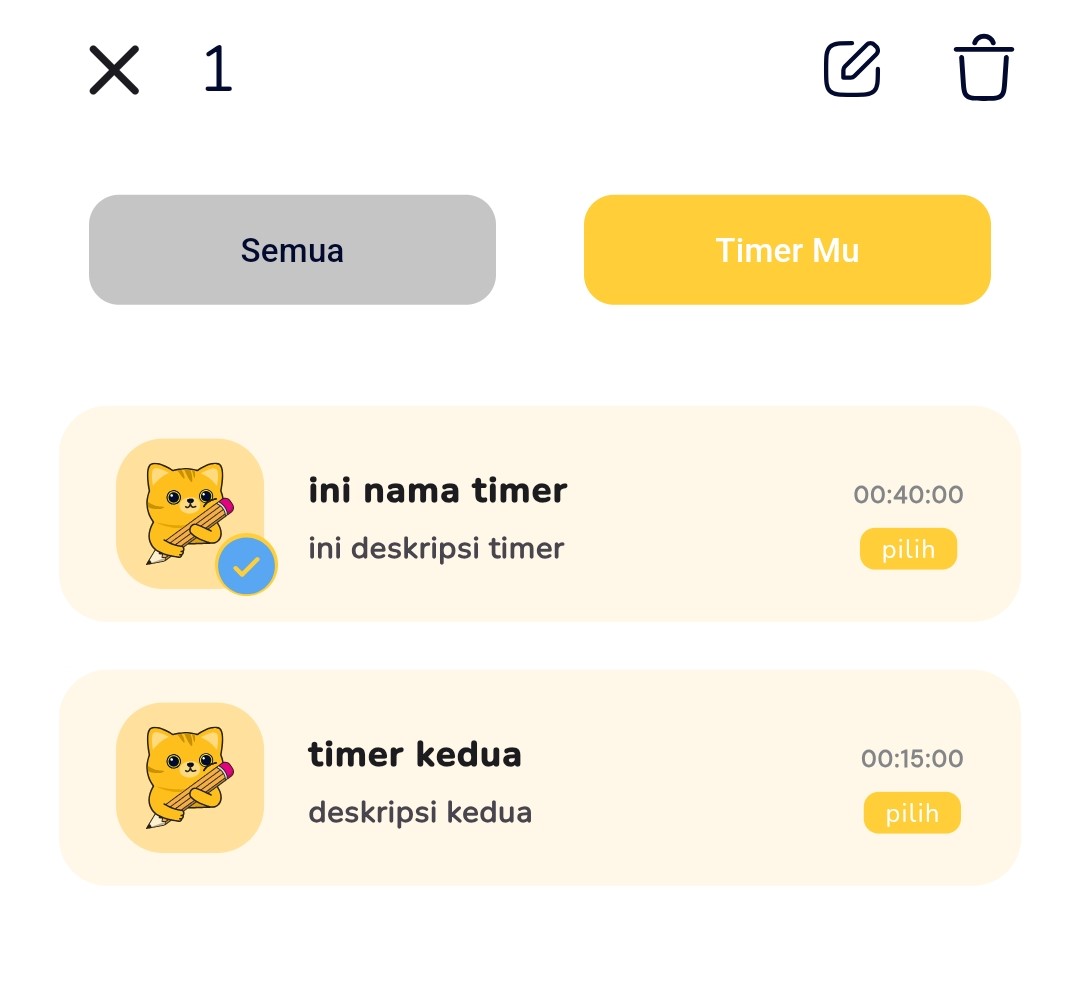 1
Semua
Timer Mu
ini nama timer
00:40:00
ini deskripsi timer
pilih
timer kedua
00:15:00
deskripsi kedua
pilih